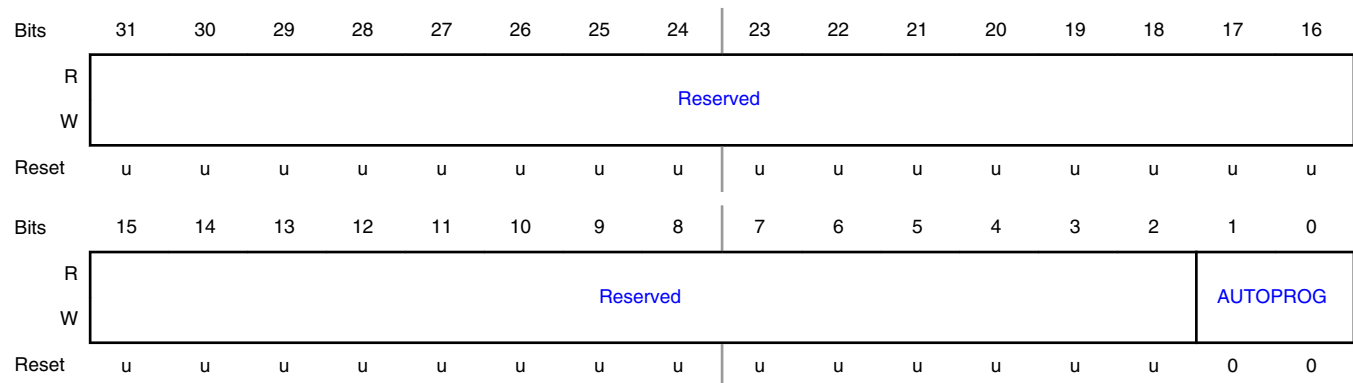 Bits 31 30 29 28 27 26 25 24 23 22 21 20 19 18 17 16
R
Reserved
W
Reset u u u u u u u u u u u u u u u u
Bits 15 14 13 12 11 10 9 8 7 6 5 4 3 2 1 0
R
Reserved AUTOPROG
W
Reset u u u u u u u u u u u u u u 0 0